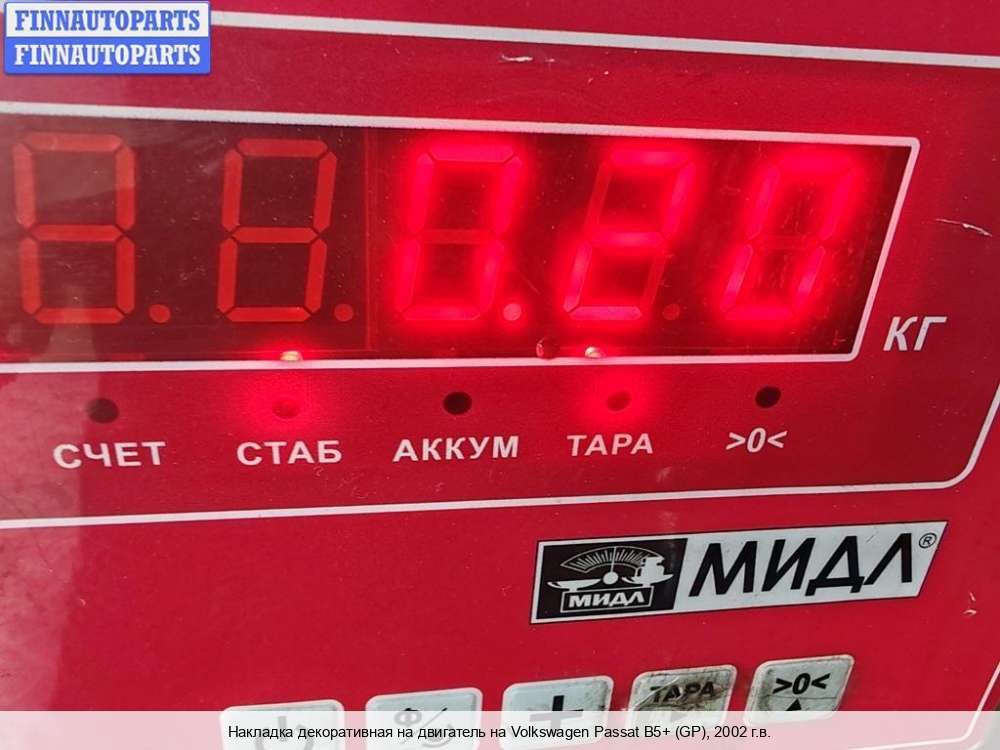 FINNAUTOPARTS
FINNAUTOPARTS
0.20
КГ
СЧЕТ СТАБ АККУМ ТАРА >0<
МИДЛ МИДЛ®
ТАРА >0<
Накладка декоративная на двигатель на Volkswagen Passat B5+ (GP), 2002 г.в.